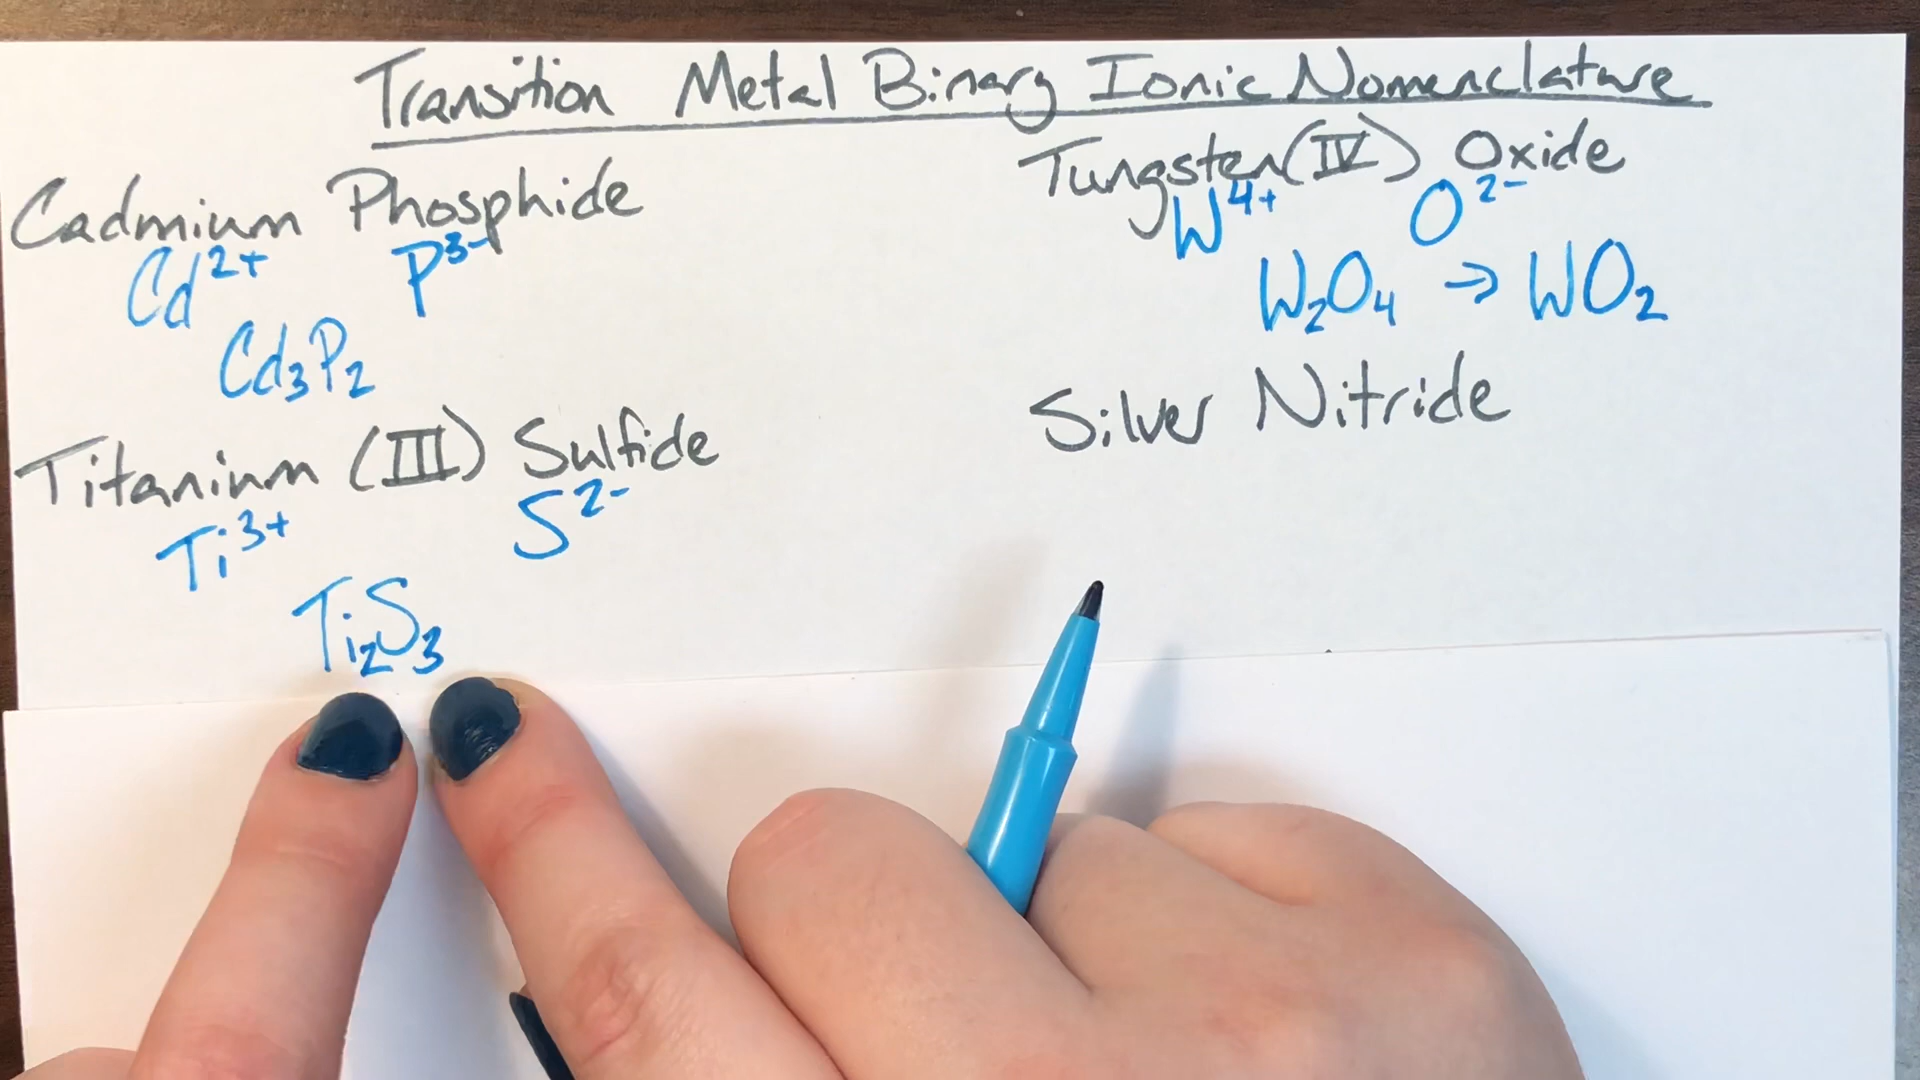 Transition Metal Binary Ionic Nomenclature
Cadmium Phosphide
Cd²⁺ P³⁻
Cd₃P₂
Titanium (III) Sulfide
Ti³⁺ S²⁻
Ti₂S₃
Tungsten(IV) Oxide
W⁴⁺ O²⁻
W₂O₄ → WO₂
Silver Nitride